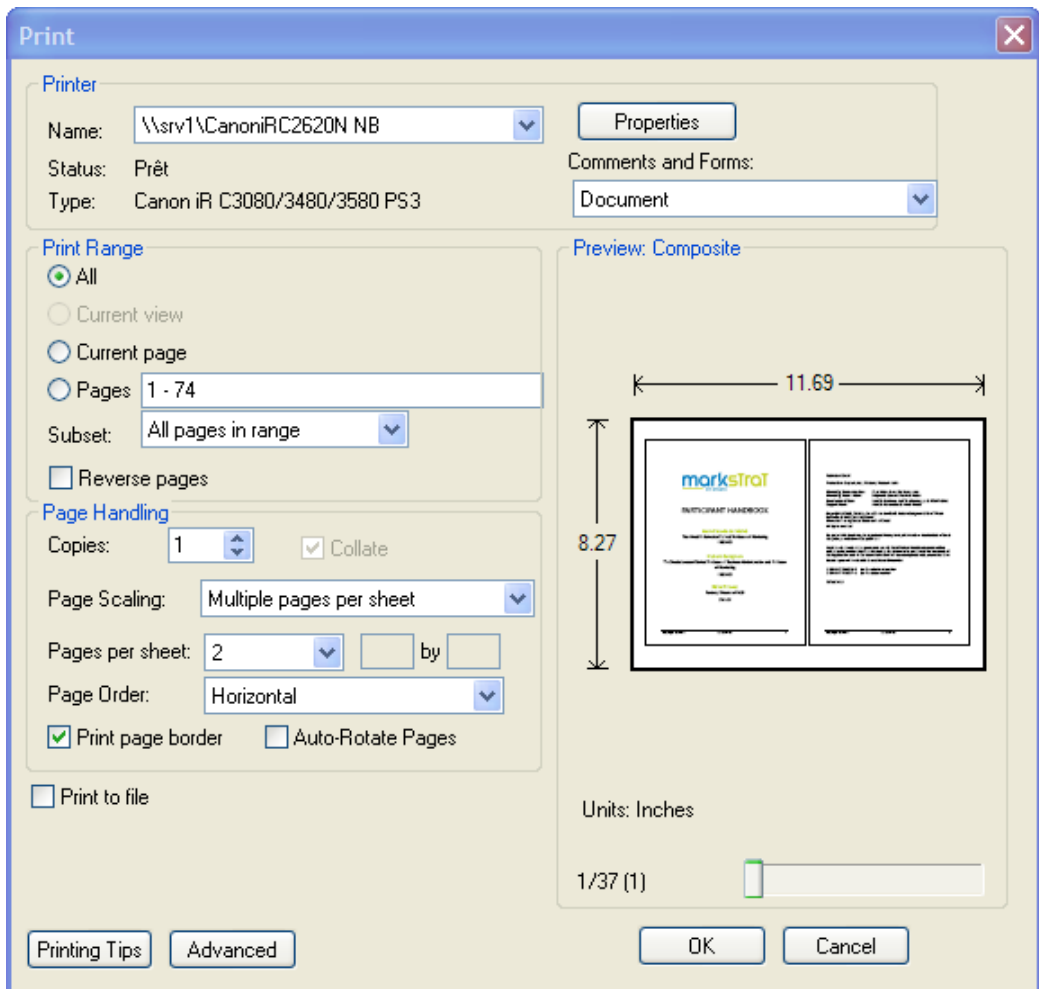 Print
Printer
Name: \\srv1\CanoniRC2620N NB
Properties
Status: Prêt
Comments and Forms:
Type: Canon iR C3080/3480/3580 PS3
Document
Print Range
All
Current view
Current page
Pages 1 - 74
Subset: All pages in range
Reverse pages
Page Handling
Copies: 1 Collate
Page Scaling: Multiple pages per sheet
Pages per sheet: 2 by
Page Order: Horizontal
Print page border Auto-Rotate Pages
Print to file
Preview: Composite
11.69
8.27
markstrat
PARTICIPANT HANDBOOK
Units: Inches
1/37 (1)
Printing Tips Advanced OK Cancel